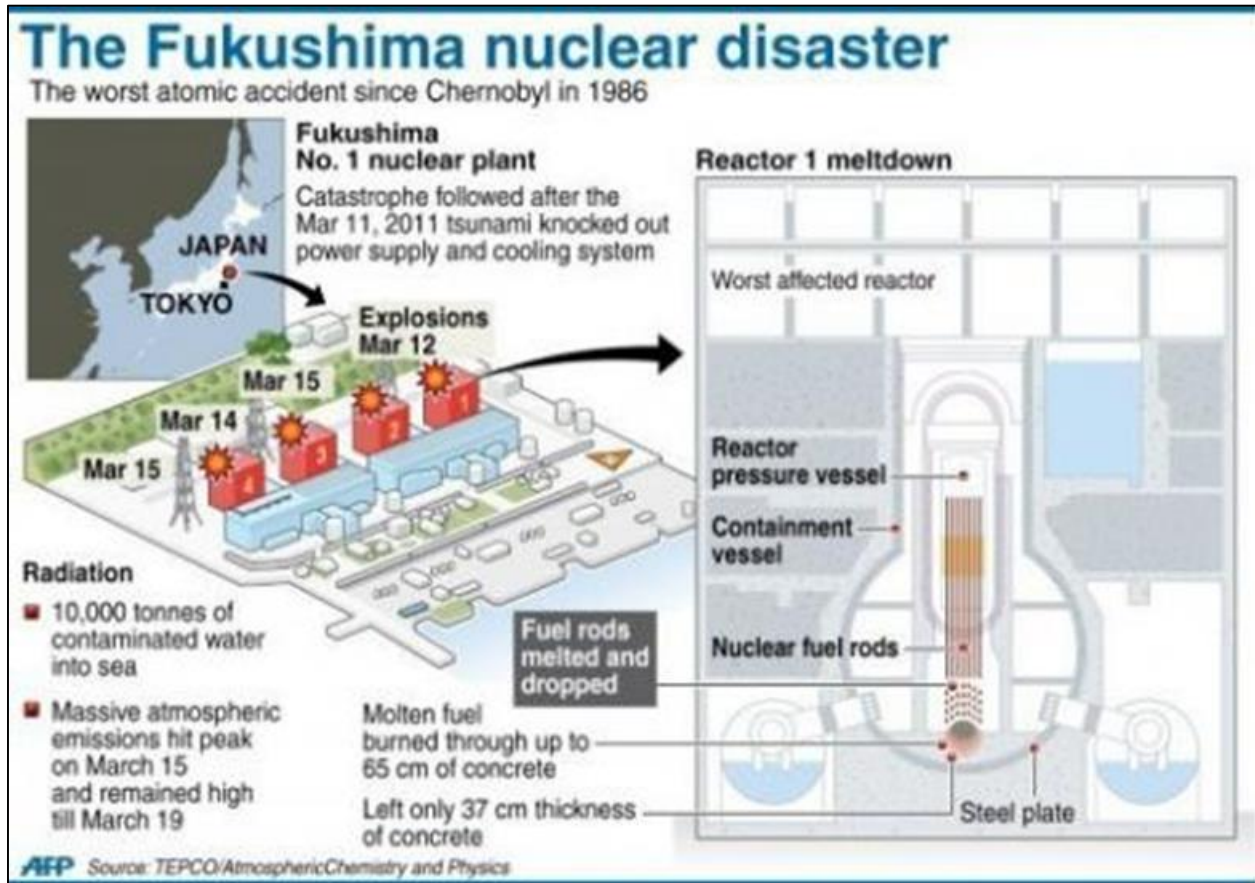 The Fukushima nuclear disaster
The worst atomic accident since Chernobyl in 1986
Fukushima
No. 1 nuclear plant
Catastrophe followed after the
Mar 11, 2011 tsunami knocked out
power supply and cooling system
JAPAN
TOKYO
Explosions
Mar 12
Mar 15
Mar 14
Mar 15
1
2
3
4
Reactor 1 meltdown
Worst affected reactor
Reactor
pressure vessel
Containment
vessel
Nuclear fuel rods
Fuel rods
melted and
dropped
Molten fuel
burned through up to
65 cm of concrete
Left only 37 cm thickness
of concrete
Steel plate
Radiation
10,000 tonnes of
contaminated water
into sea
Massive atmospheric
emissions hit peak
on March 15
and remained high
till March 19
AFP Source: TEPCO/AtmosphericChemistry and Physics